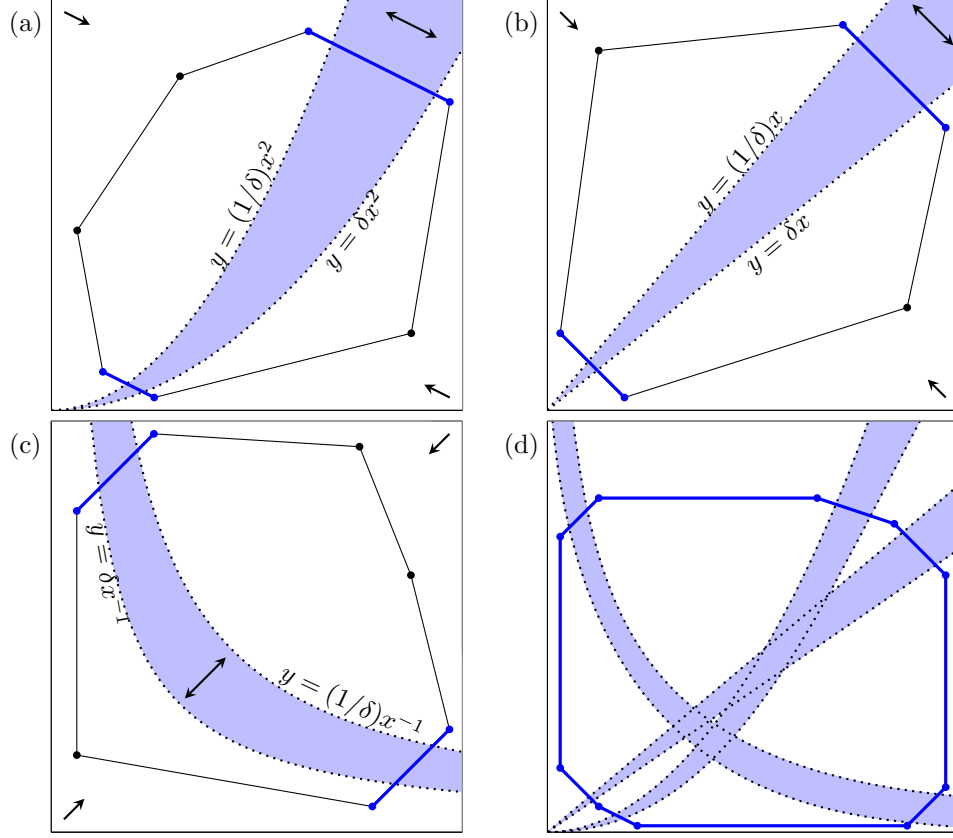 (a)
y = (1/δ)x²
y = δx²
(b)
y = (1/δ)x
y = δx
(c)
y = δx⁻¹
y = (1/δ)x⁻¹
(d)